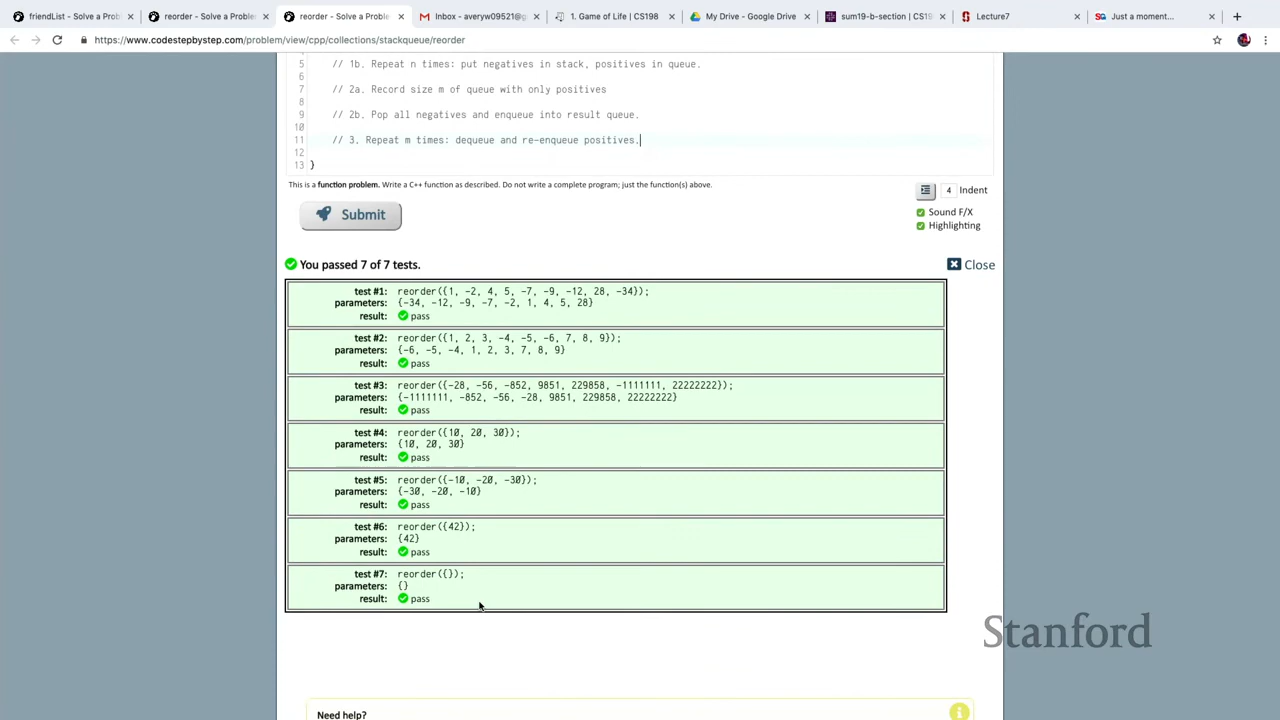 friendList - Solve a Problem
reorder - Solve a Proble
reorder - Solve a Proble
Inbox - averyw09521@g
1. Game of Life | CS198
My Drive - Google Drive
sum19-b-section | CS19
Lecture7
Just a moment...
https://www.codestepbystep.com/problem/view/cpp/collections/stackqueue/reorder
5 // 1b. Repeat n times: put negatives in stack, positives in queue.
6
7 // 2a. Record size m of queue with only positives
8
9 // 2b. Pop all negatives and enqueue into result queue.
10
11 // 3. Repeat m times: dequeue and re-enqueue positives.
12
13 }
This is a function problem. Write a C++ function as described. Do not write a complete program; just the function(s) above.
4 Indent
Submit
Sound F/X
Highlighting
You passed 7 of 7 tests.
Close
test #1: reorder({1, -2, 4, 5, -7, -9, -12, 28, -34});
parameters: {-34, -12, -9, -7, -2, 1, 4, 5, 28}
result: pass
test #2: reorder({1, 2, 3, -4, -5, -6, 7, 8, 9});
parameters: {-6, -5, -4, 1, 2, 3, 7, 8, 9}
result: pass
test #3: reorder({-28, -56, -852, 9851, 229858, -1111111, 22222222});
parameters: {-1111111, -852, -56, -28, 9851, 229858, 22222222}
result: pass
test #4: reorder({10, 20, 30});
parameters: {10, 20, 30}
result: pass
test #5: reorder({-10, -20, -30});
parameters: {-30, -20, -10}
result: pass
test #6: reorder({42});
parameters: {42}
result: pass
test #7: reorder({});
parameters: {}
result: pass
Stanford
Need help?